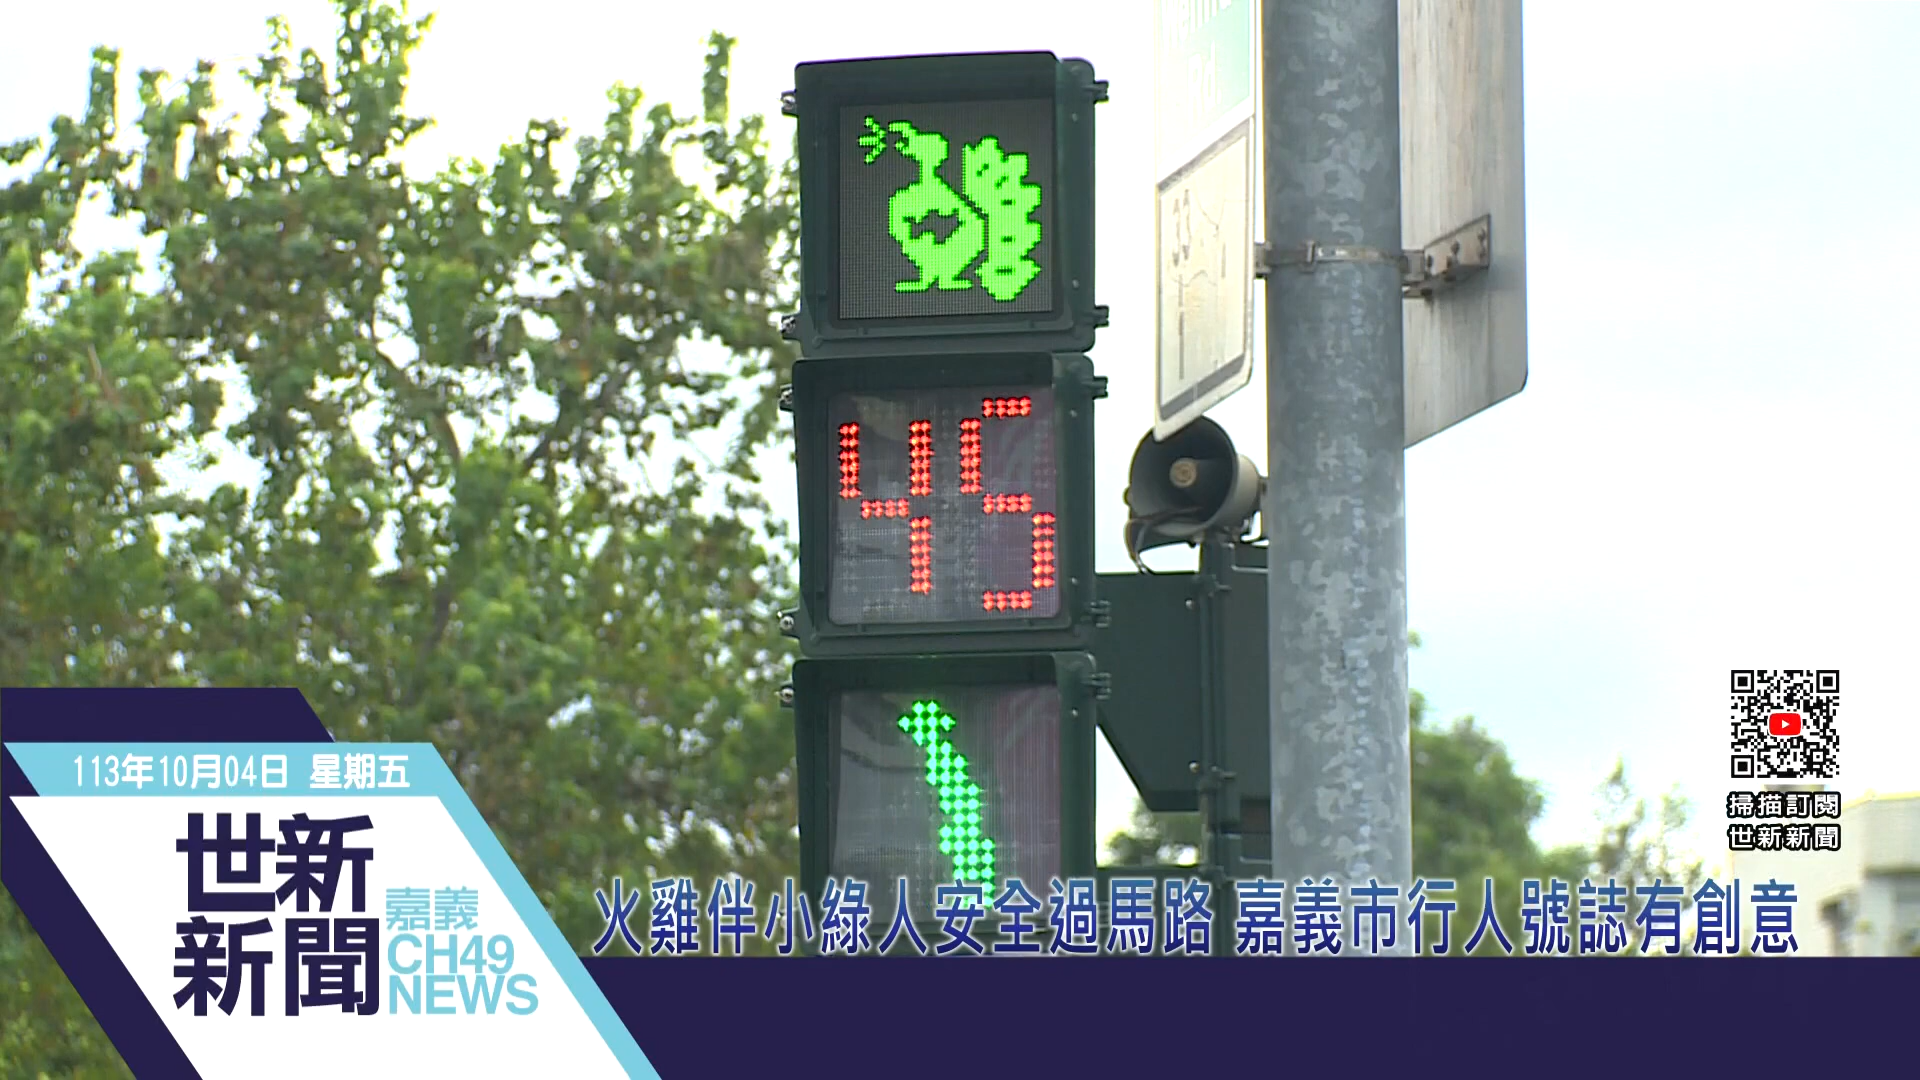 45
113年10月04日 星期五
世新
新聞
嘉義
CH49
NEWS
火雞伴小綠人安全過馬路 嘉義市行人號誌有創意
掃描訂閱
世新新聞